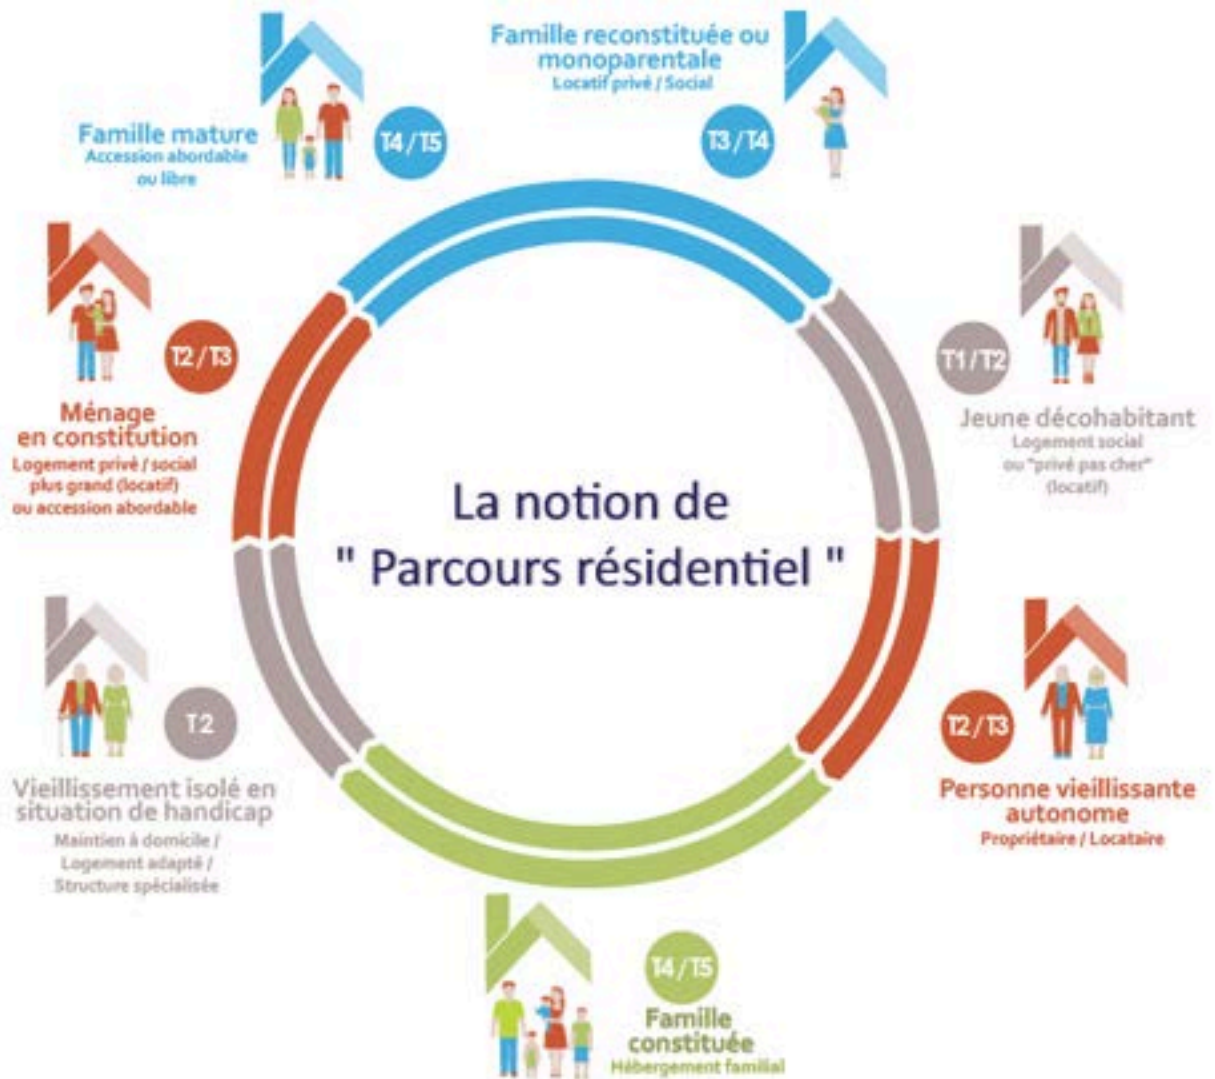 Famille reconstituée ou
monoparentale
Locatif privé / Social
T3 / T4
Famille mature
Accession abordable
ou libre
T4 / T5
Ménage
en constitution
Logement privé / social
plus grand (locatif)
ou accession abordable
T2 / T3
T1 / T2
Jeune décohabitant
Logement social
ou "privé pas cher"
(locatif)
La notion de
" Parcours résidentiel "
T2
Vieillissement isolé en
situation de handicap
Maintien à domicile /
Logement adapté /
Structure spécialisée
T2 / T3
Personne vieillissante
autonome
Propriétaire / Locataire
T4 / T5
Famille
constituée
Hébergement familial